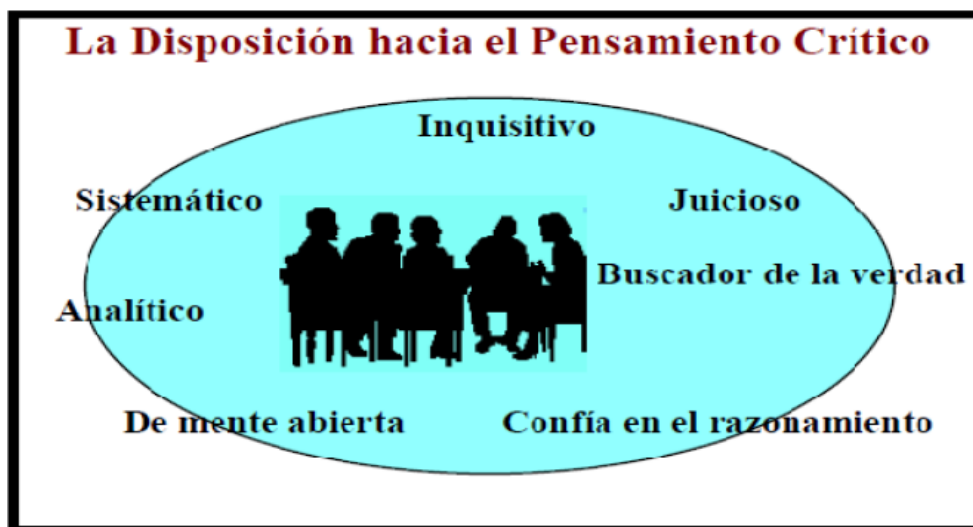 La Disposición hacia el Pensamiento Crítico
Inquisitivo
Sistemático
Juicioso
Buscador de la verdad
Analítico
De mente abierta
Confía en el razonamiento